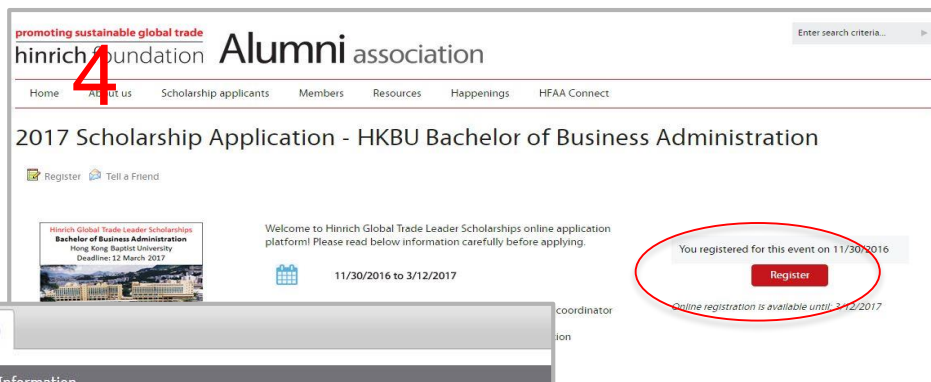 promoting sustainable global trade
hinrich foundation Alumni association
Enter search criteria...
4
Home About us Scholarship applicants Members Resources Happenings HFAA Connect
2017 Scholarship Application - HKBU Bachelor of Business Administration
Register Tell a Friend
Hinrich Global Trade Leader Scholarships
Bachelor of Business Administration
Hong Kong Baptist University
Deadline: 12 March 2017
Welcome to Hinrich Global Trade Leader Scholarships online application
platform! Please read below information carefully before applying.
11/30/2016 to 3/12/2017
You registered for this event on 11/30/2016
Register
Online registration is available until: 3/12/2017
coordinator
Information